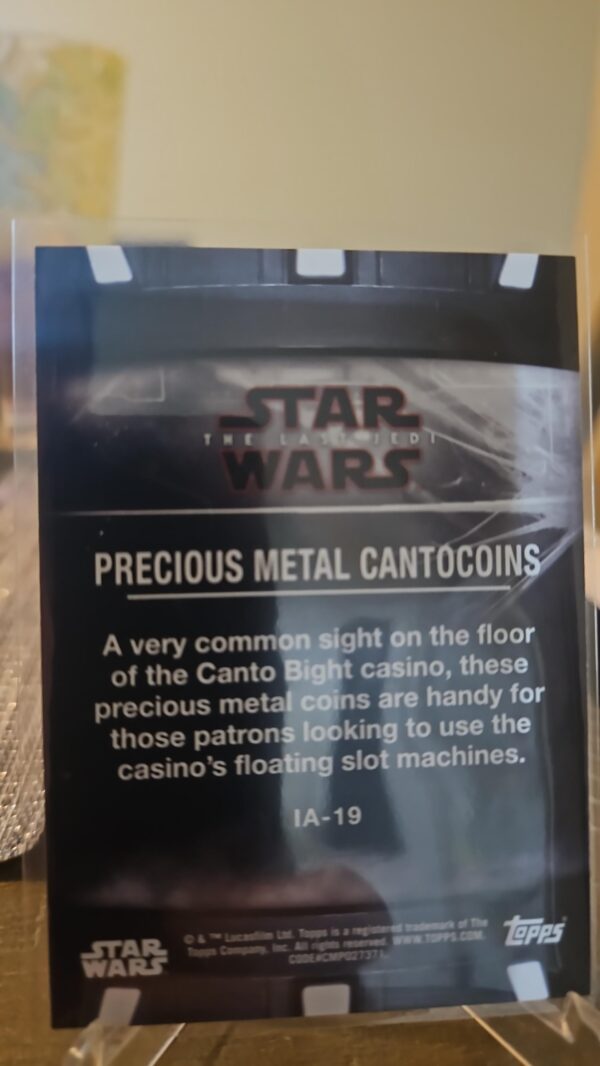 STAR
THE LAST JEDI
WARS
PRECIOUS METAL CANTOCOINS
A very common sight on the floor
of the Canto Bight casino, these
precious metal coins are handy for
those patrons looking to use the
casino's floating slot machines.
IA-19
STAR
WARS
© & ™ Lucasfilm Ltd. Topps is a registered trademark of The
Topps Company, Inc. All rights reserved. WWW.TOPPS.COM.
CODE#CMP027371
Topps